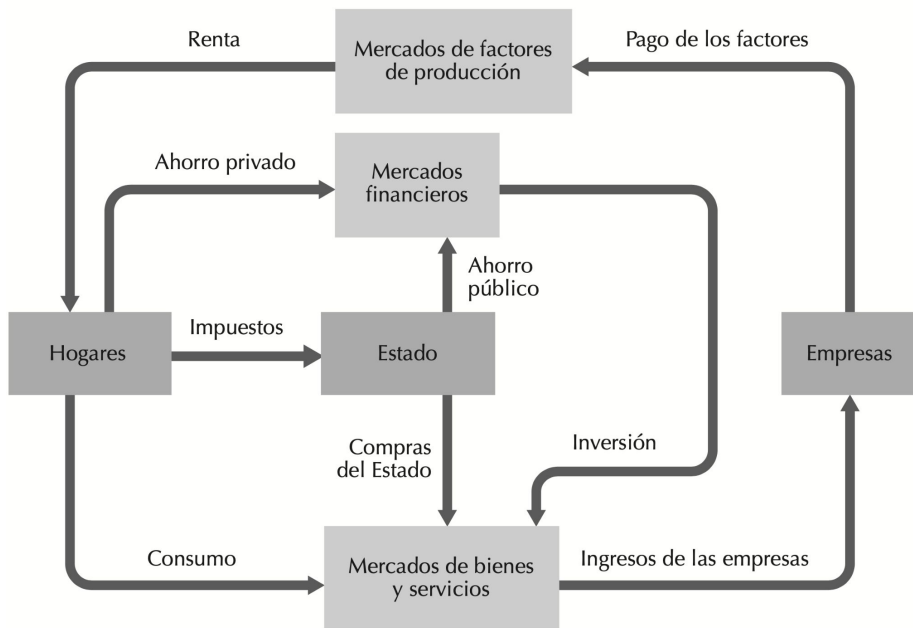 Renta
Mercados de factores
de producción
Pago de los factores
Ahorro privado
Mercados
financieros
Ahorro
público
Hogares
Impuestos
Estado
Empresas
Compras
del Estado
Inversión
Consumo
Mercados de bienes
y servicios
Ingresos de las empresas